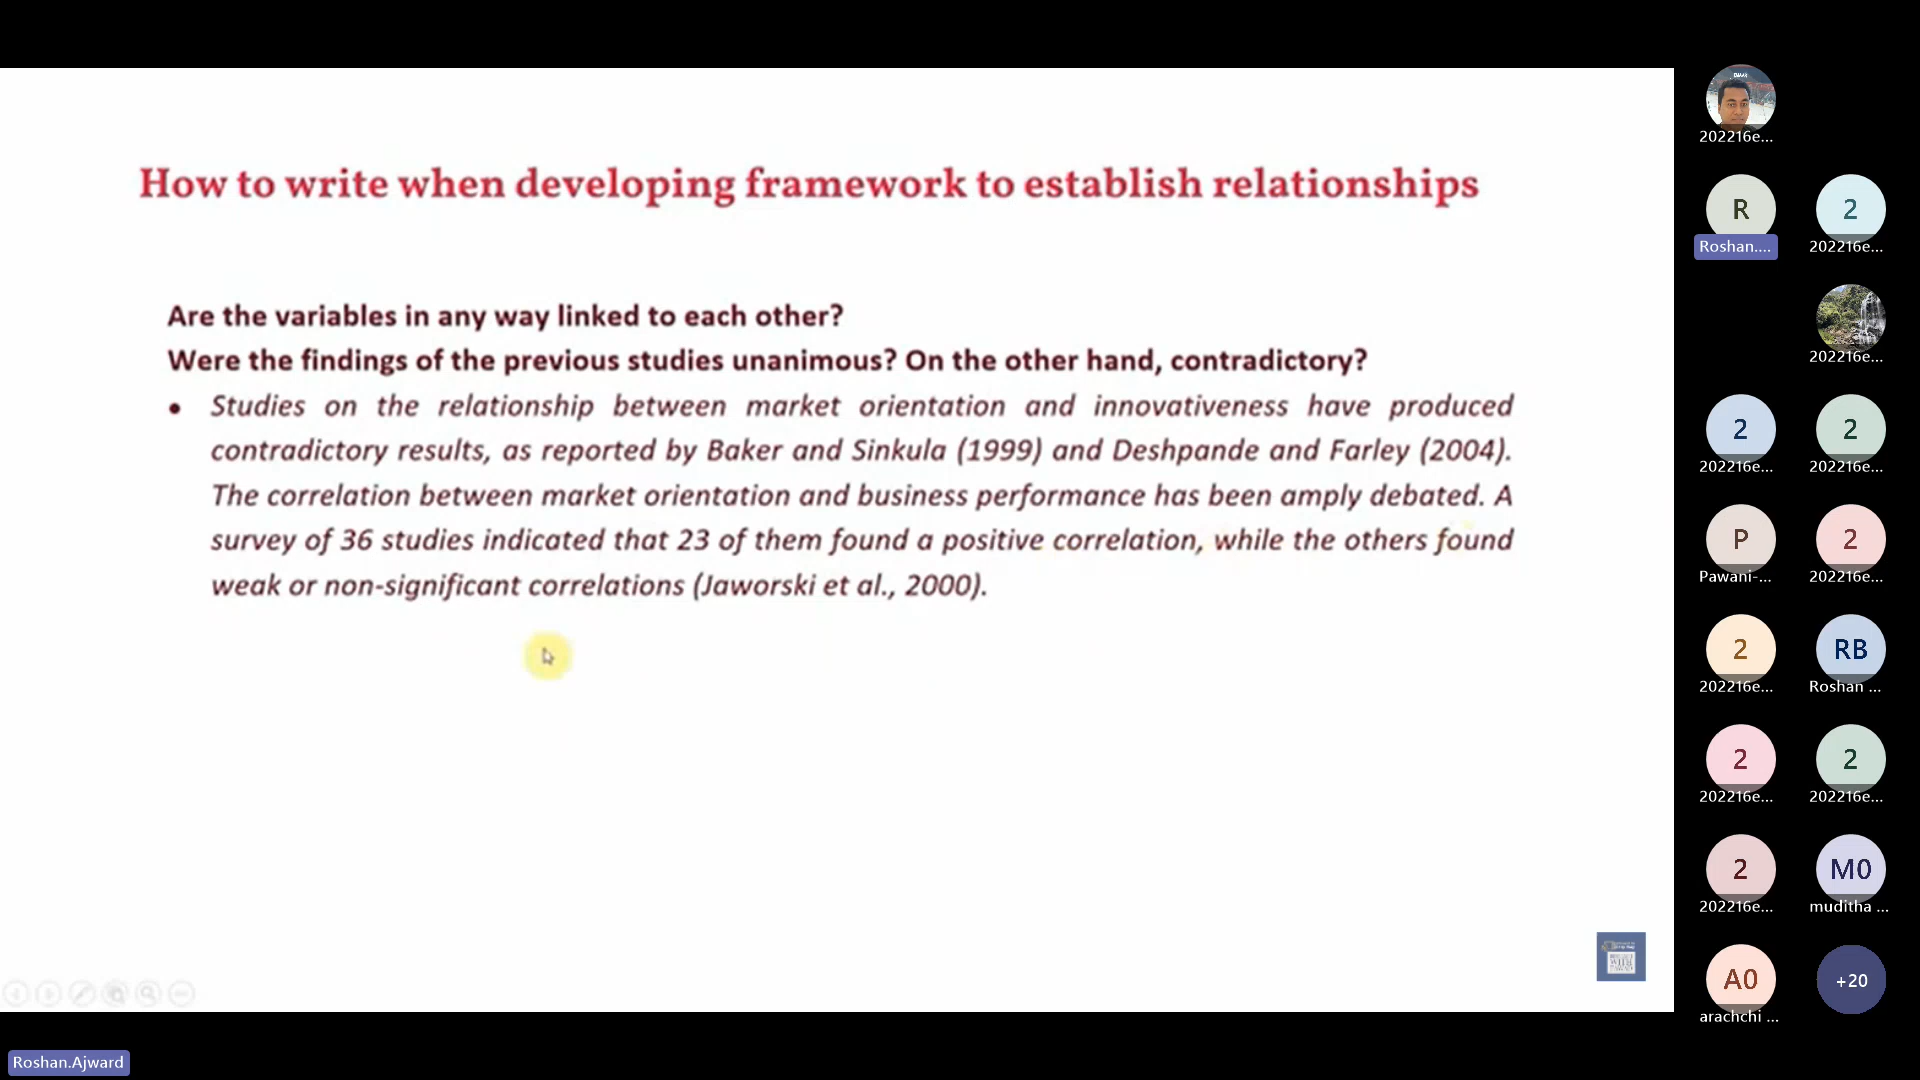 How to write when developing framework to establish relationships
Are the variables in any way linked to each other?
Were the findings of the previous studies unanimous? On the other hand, contradictory?
• Studies on the relationship between market orientation and innovativeness have produced
contradictory results, as reported by Baker and Sinkula (1999) and Deshpande and Farley (2004).
The correlation between market orientation and business performance has been amply debated. A
survey of 36 studies indicated that 23 of them found a positive correlation, while the others found
weak or non-significant correlations (Jaworski et al., 2000).
202216e...
R
Roshan....
2
202216e...
202216e...
2
202216e...
2
202216e...
P
Pawani-...
2
202216e...
2
202216e...
RB
Roshan ...
2
202216e...
2
202216e...
2
202216e...
M0
muditha ...
A0
arachchi ...
+20
Roshan.Ajward